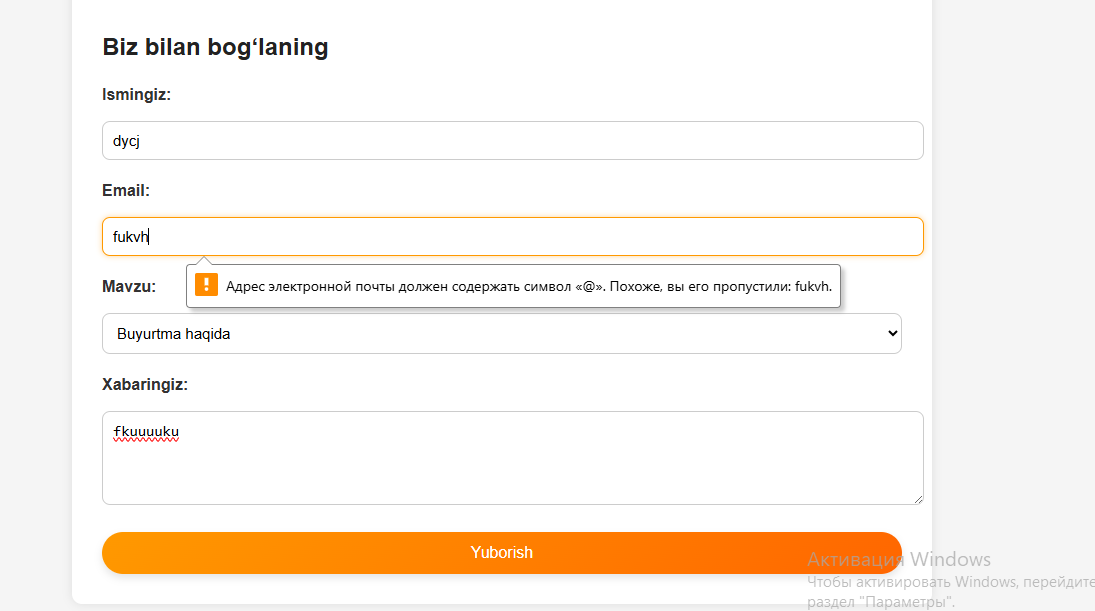 Biz bilan bog‘laning
Ismingiz:
dycj
Email:
fukvh
Mavzu:
Адрес электронной почты должен содержать символ «@». Похоже, вы его пропустили: fukvh.
Buyurtma haqida
Xabaringiz:
fkuuuuku
Yuborish
Активация Windows
Чтобы активировать Windows, перейдите
раздел "Параметры".